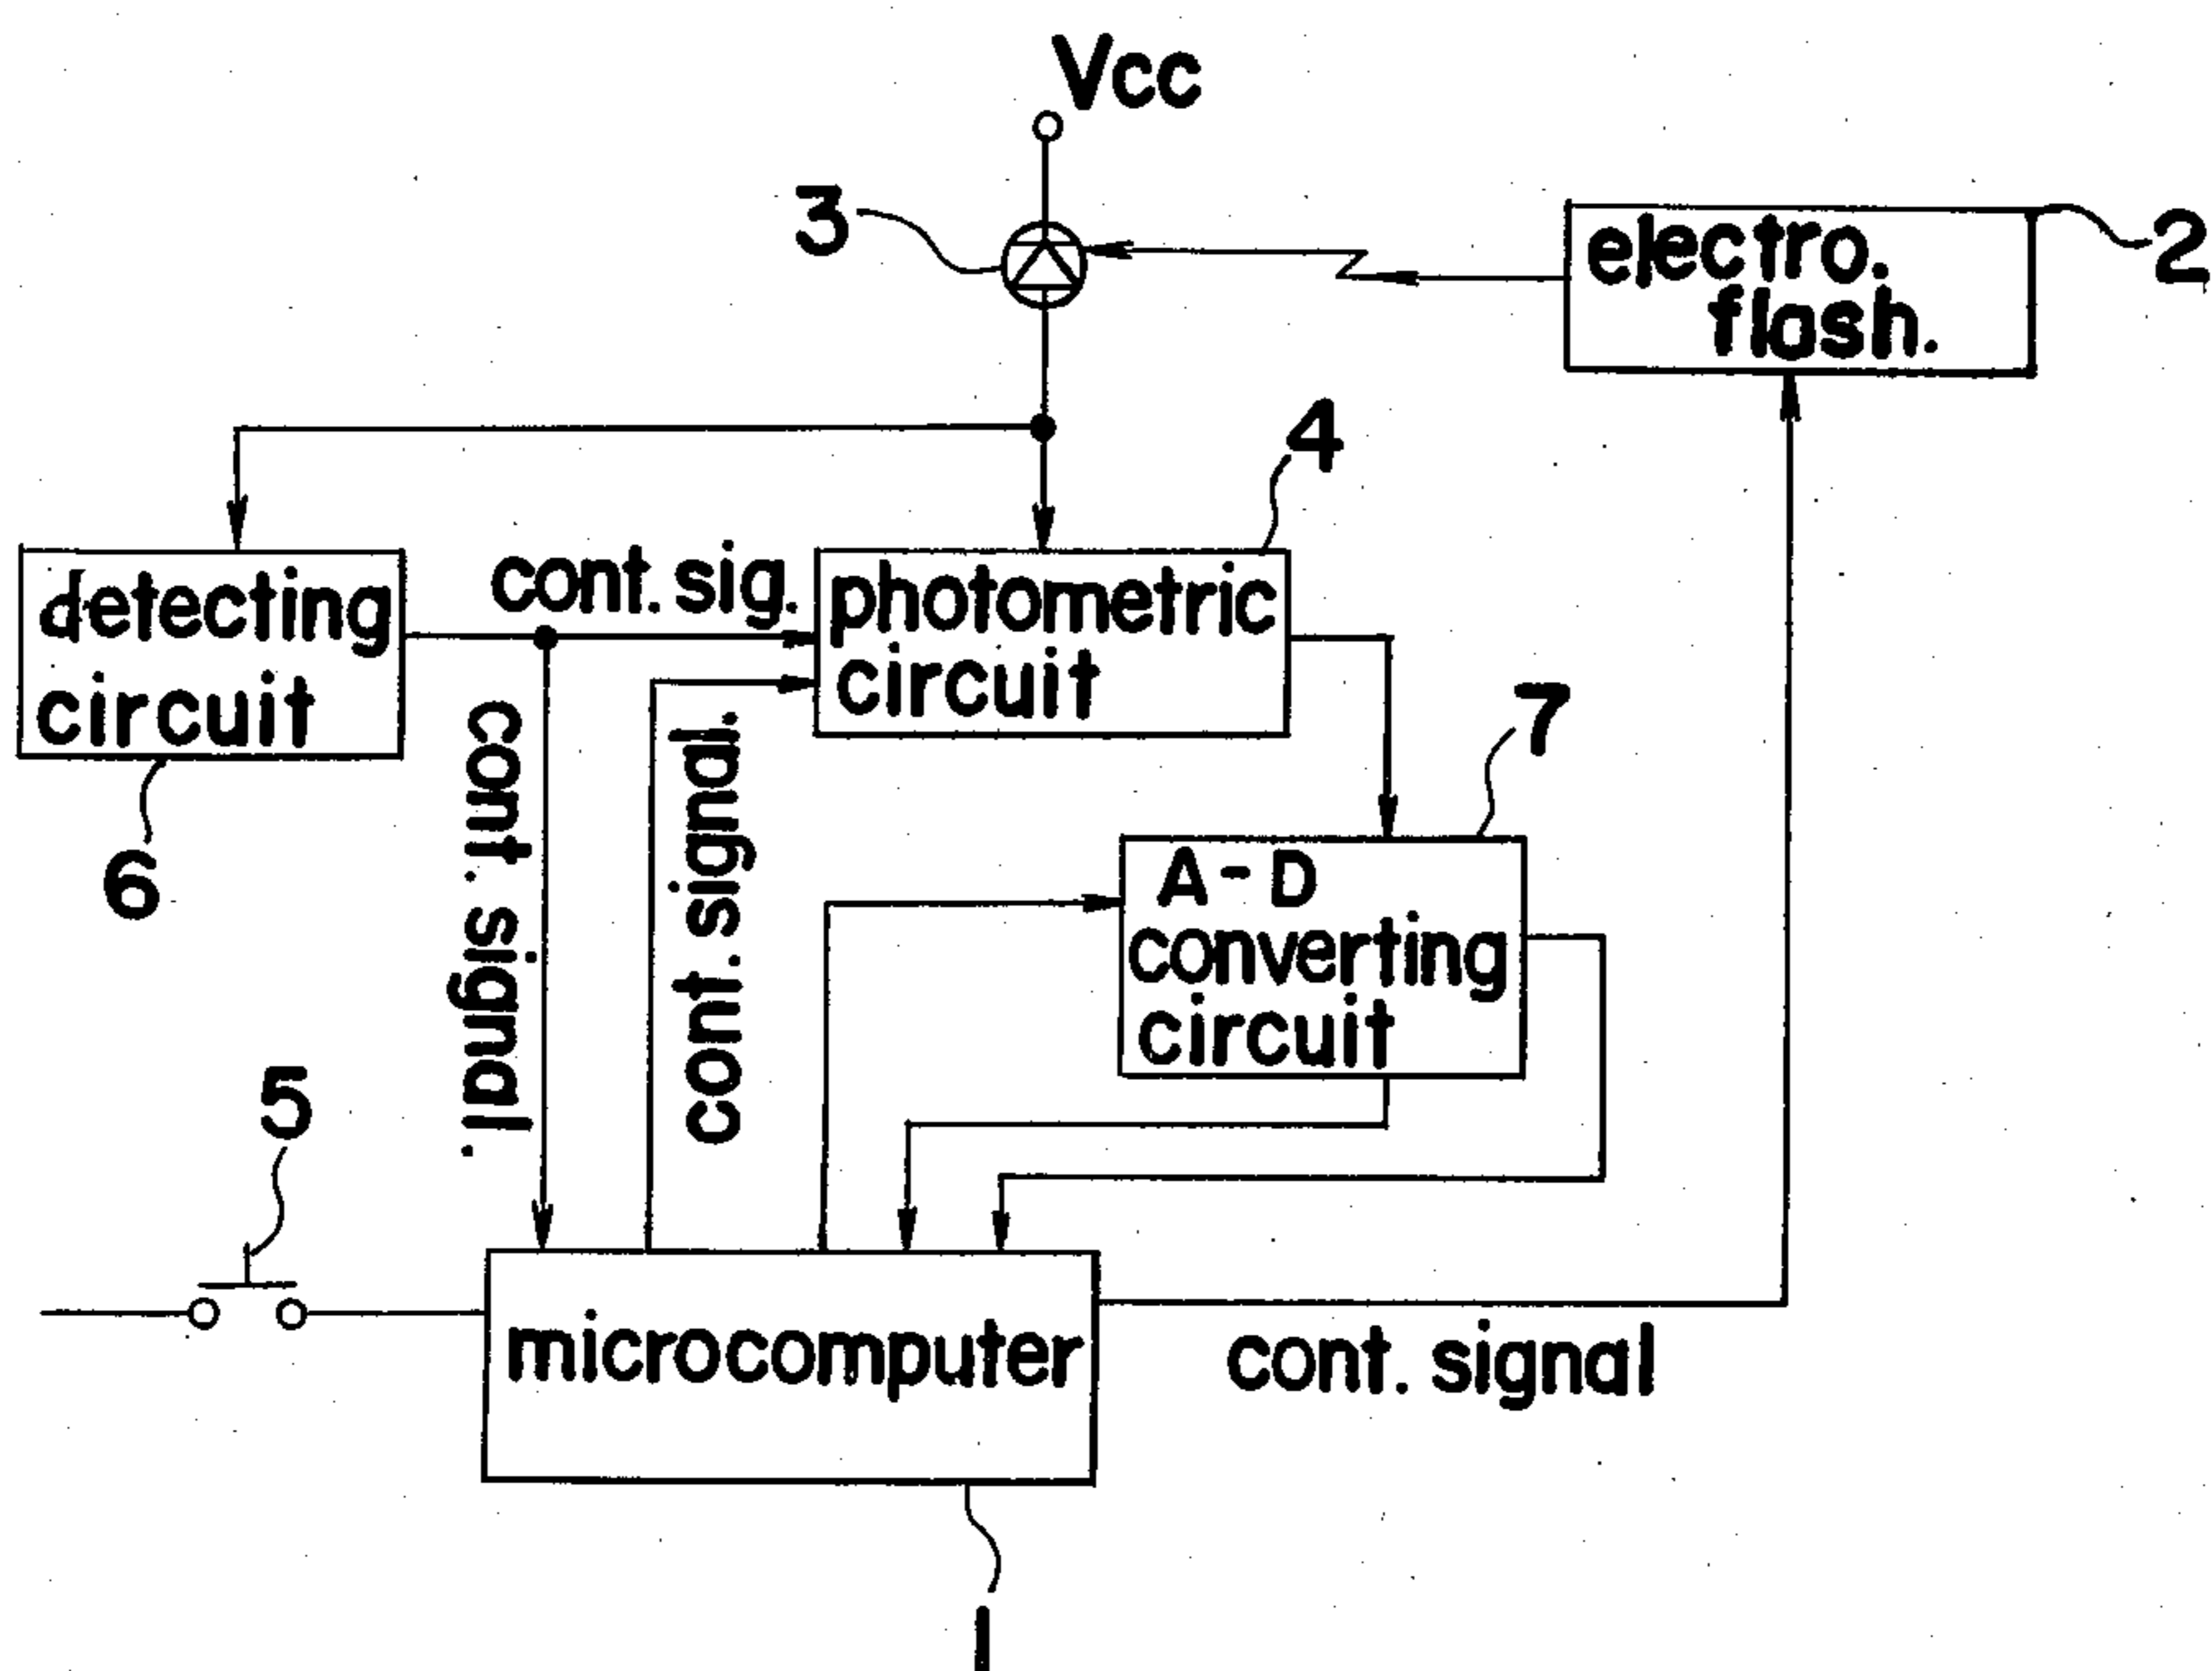 Vcc
3
electro.
flash.
2
4
detecting
circuit
cont. sig.
photometric
circuit
6
cont. signal.
cont. signal.
7
A-D
converting
circuit
5
microcomputer
cont. signal
1